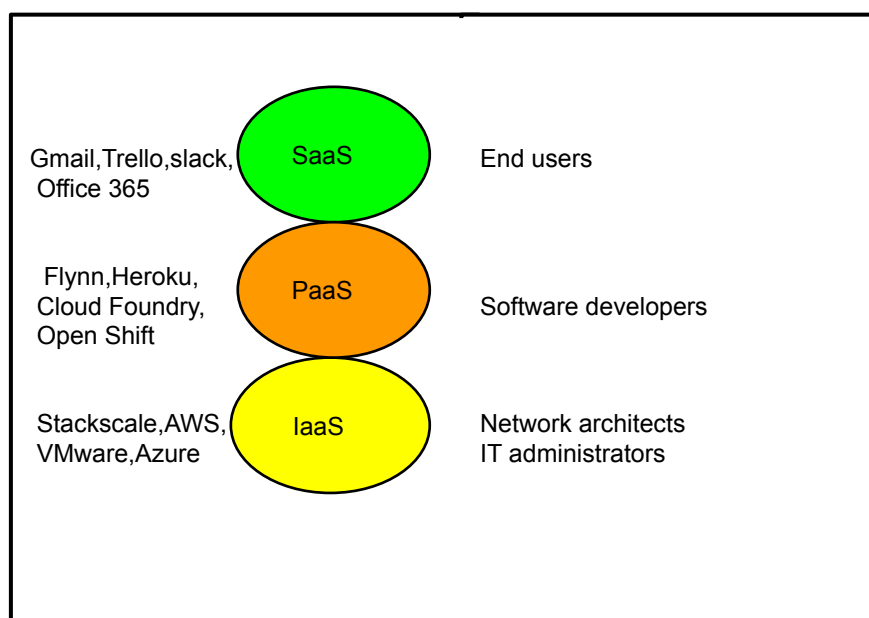 Gmail,Trello,slack,
Office 365
SaaS
End users
Flynn,Heroku,
Cloud Foundry,
Open Shift
PaaS
Software developers
Stackscale,AWS,
VMware,Azure
IaaS
Network architects
IT administrators